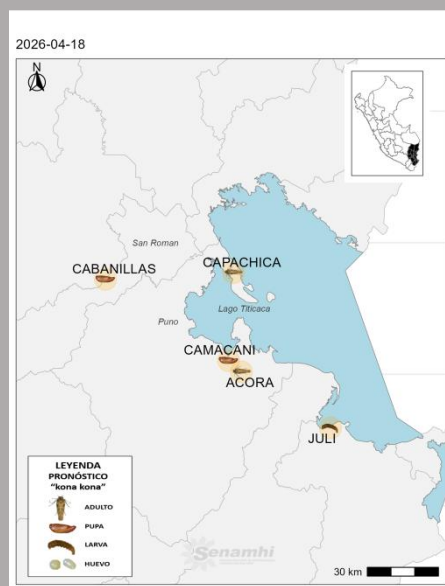 2026-04-18
N
San Roman
CABANILLAS
CAPACHICA
Lago Titicaca
Puno
CAMACANI
ACORA
JULI
LEYENDA
PRONÓSTICO
"kona kona"
ADULTO
PUPA
LARVA
HUEVO
Senamhi
30 km